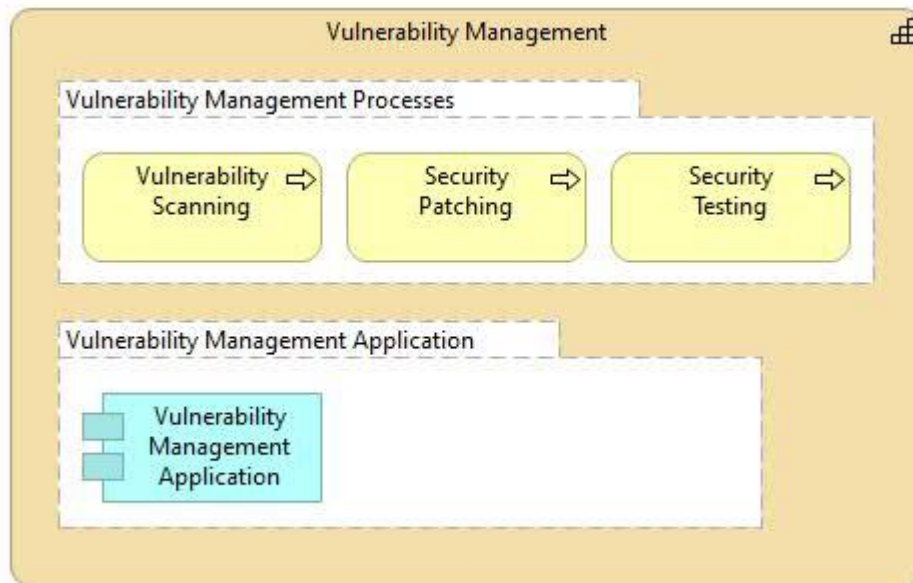 Vulnerability Management
Vulnerability Management Processes
Vulnerability
Scanning
Security
Patching
Security
Testing
Vulnerability Management Application
Vulnerability
Management
Application